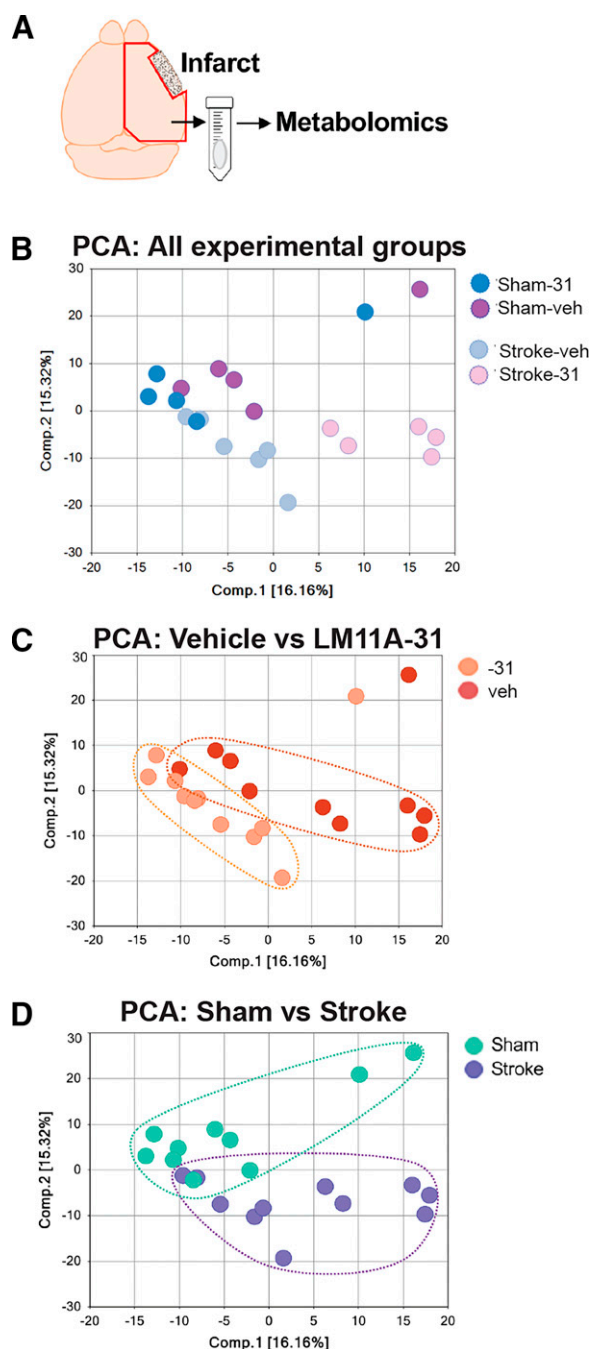 A
Infarct
Metabolomics
B
PCA: All experimental groups
30
20
10
0
-10
-20
-30
-20
-15
-10
-5
0
5
10
15
20
Comp.2 [15.32%]
Comp.1 [16.16%]
Sham-31
Sham-veh
Stroke-veh
Stroke-31
C
PCA: Vehicle vs LM11A-31
30
20
10
0
-10
-20
-30
-20
-15
-10
-5
0
5
10
15
20
Comp.2 [15.32%]
Comp.1 [16.16%]
-31
veh
D
PCA: Sham vs Stroke
30
20
10
0
-10
-20
-30
-20
-15
-10
-5
0
5
10
15
20
Comp.2 [15.32%]
Comp.1 [16.16%]
Sham
Stroke